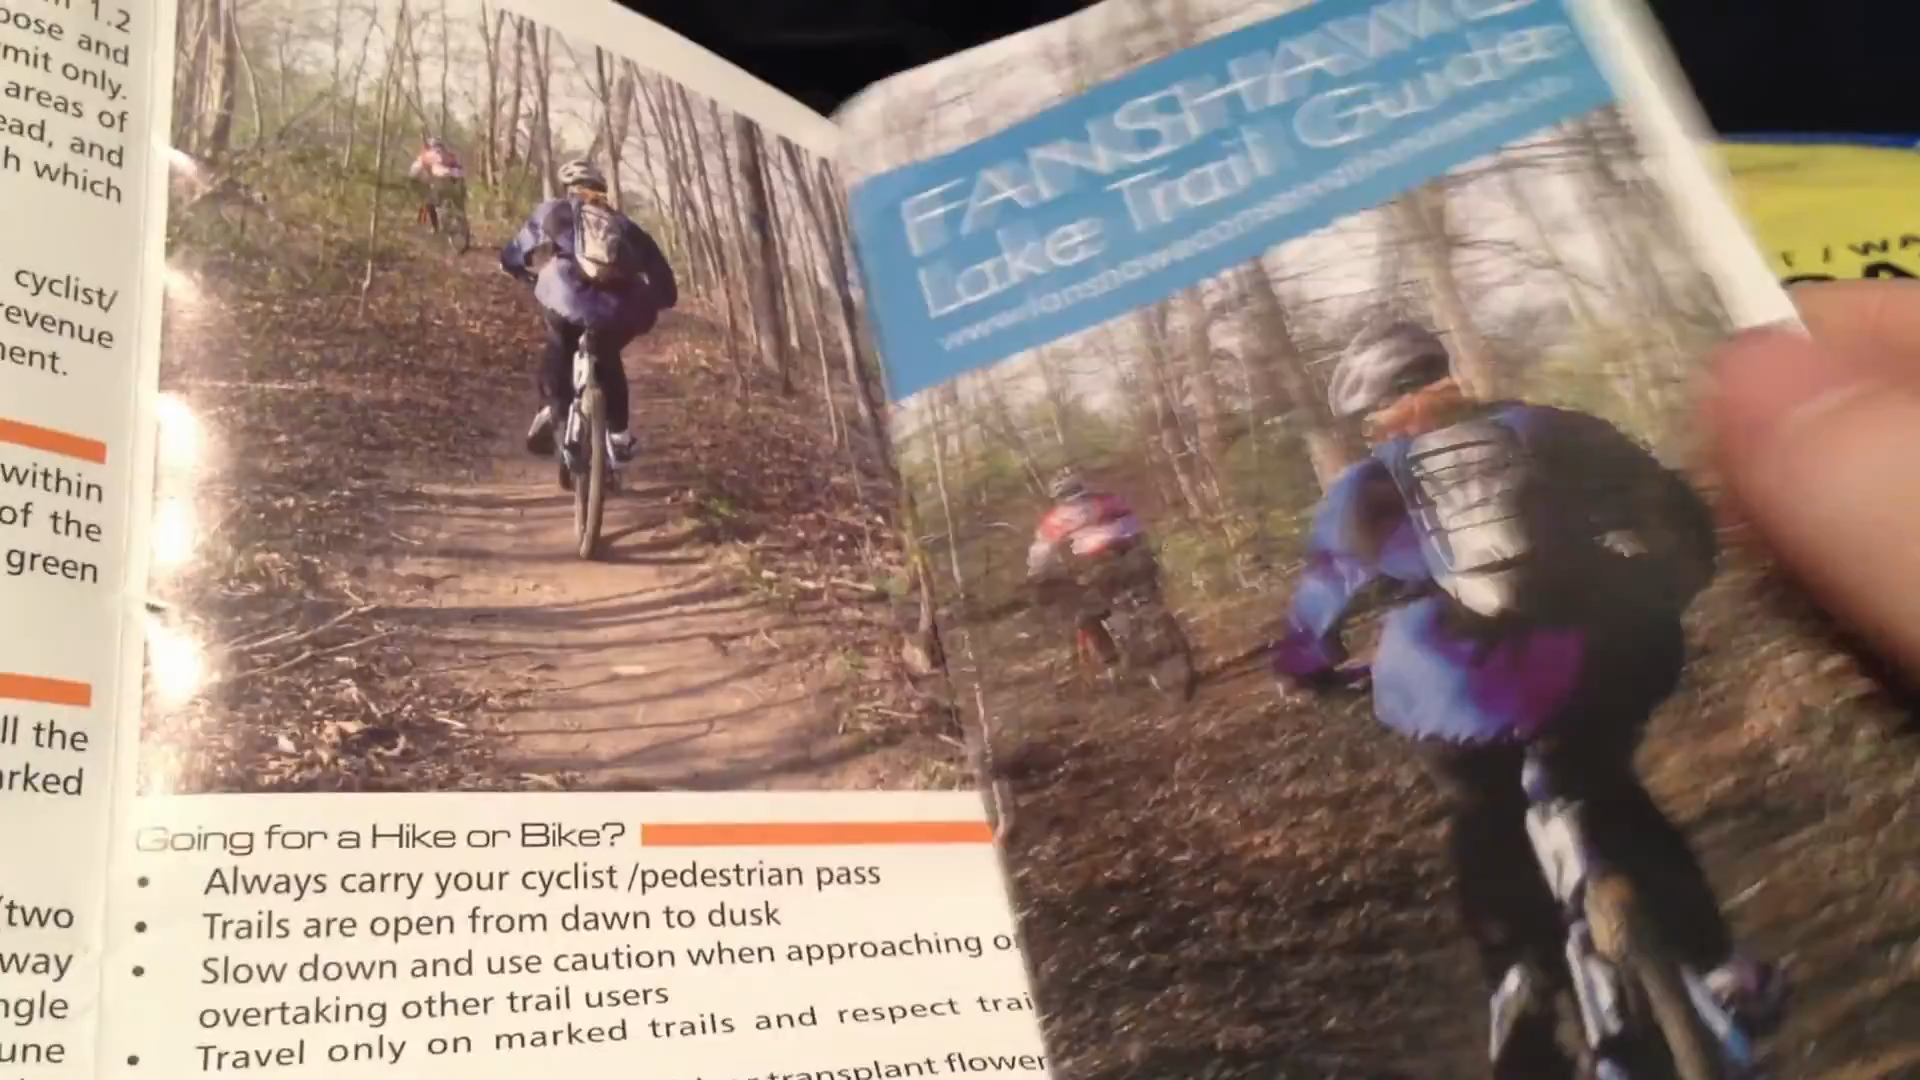 1.2
pose and
mit only.
areas of
ead, and
h which
cyclist/
revenue
ment.
within
of the
green
ll the
arked
/two
way
ngle
une
Going for a Hike or Bike?
• Always carry your cyclist /pedestrian pass
• Trails are open from dawn to dusk
• Slow down and use caution when approaching or
overtaking other trail users
• Travel only on marked trails and respect trai
transplant flower
FANSHAWE
Lake Trail Guide